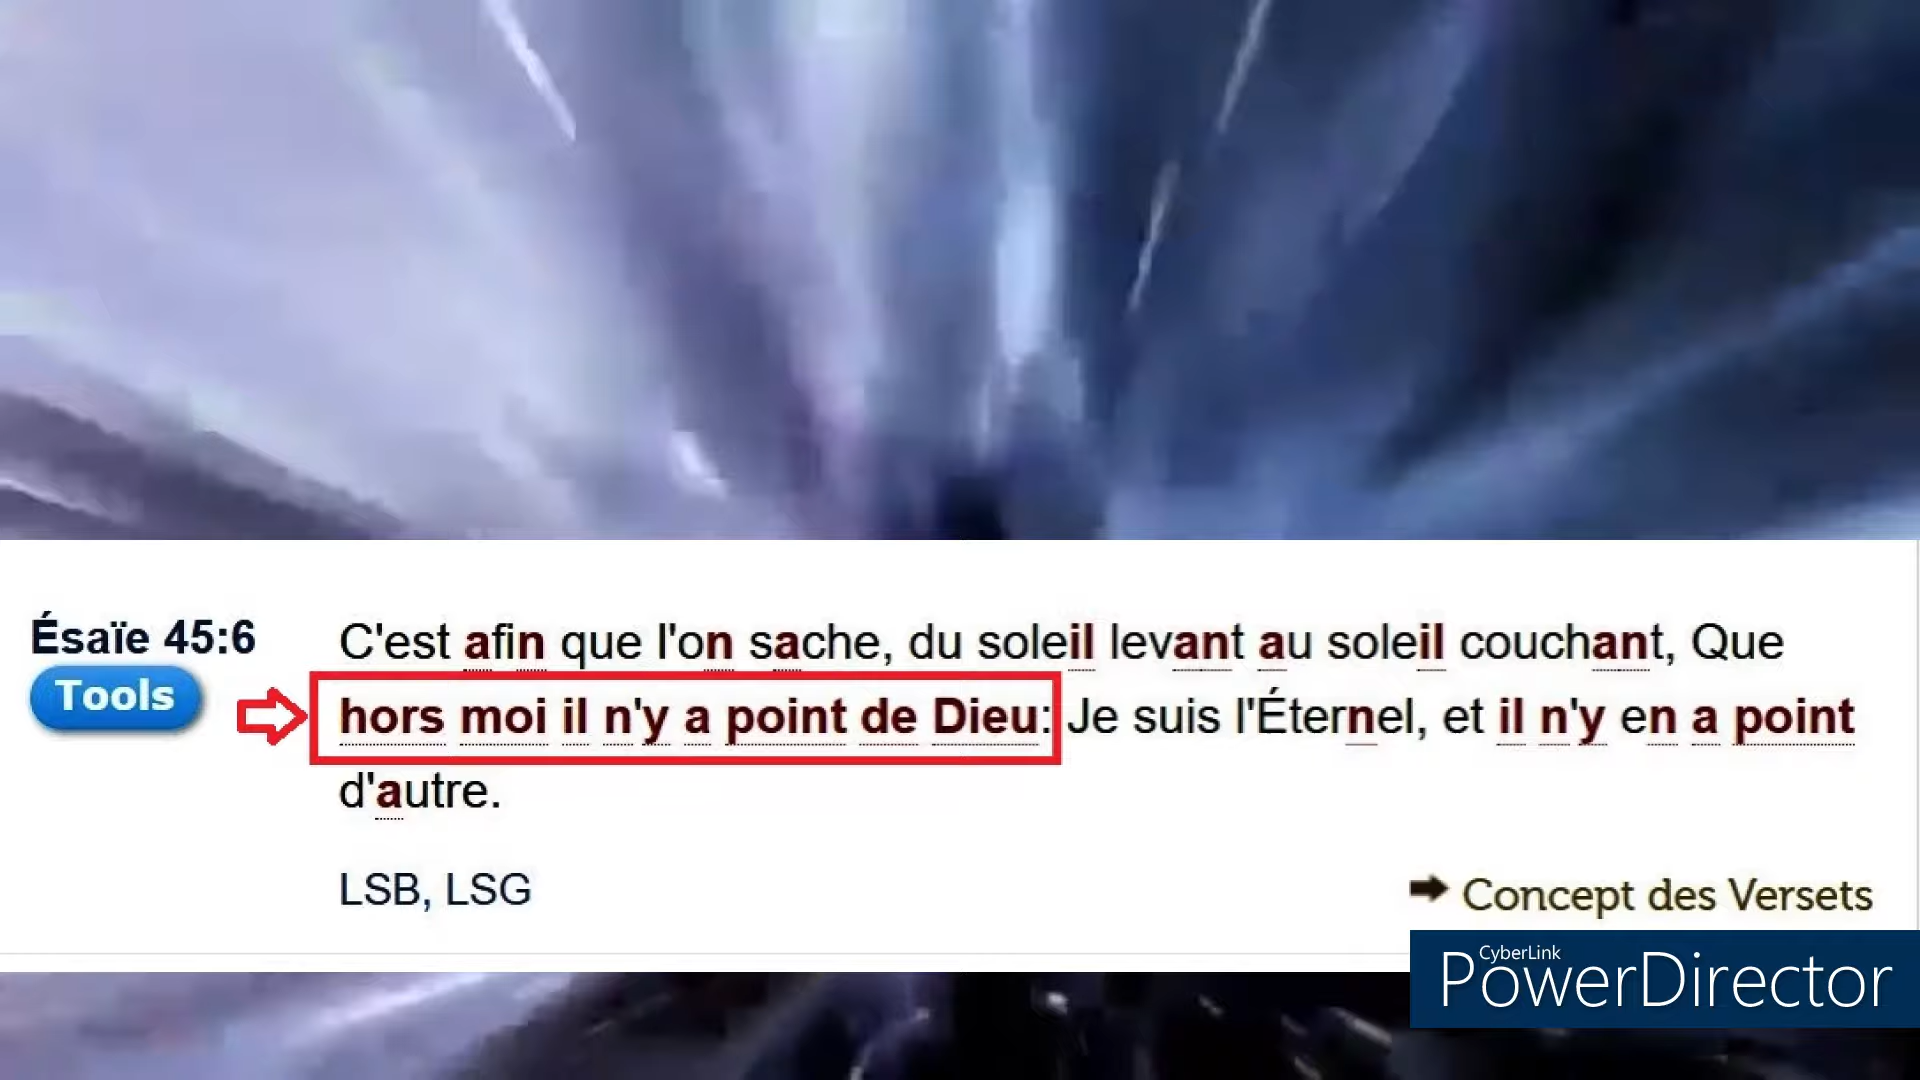 Ésaïe 45:6
Tools
C'est afin que l'on sache, du soleil levant au soleil couchant, Que
hors moi il n'y a point de Dieu: Je suis l'Éternel, et il n'y en a point
d'autre.
LSB, LSG
Concept des Versets
CyberLink
PowerDirector